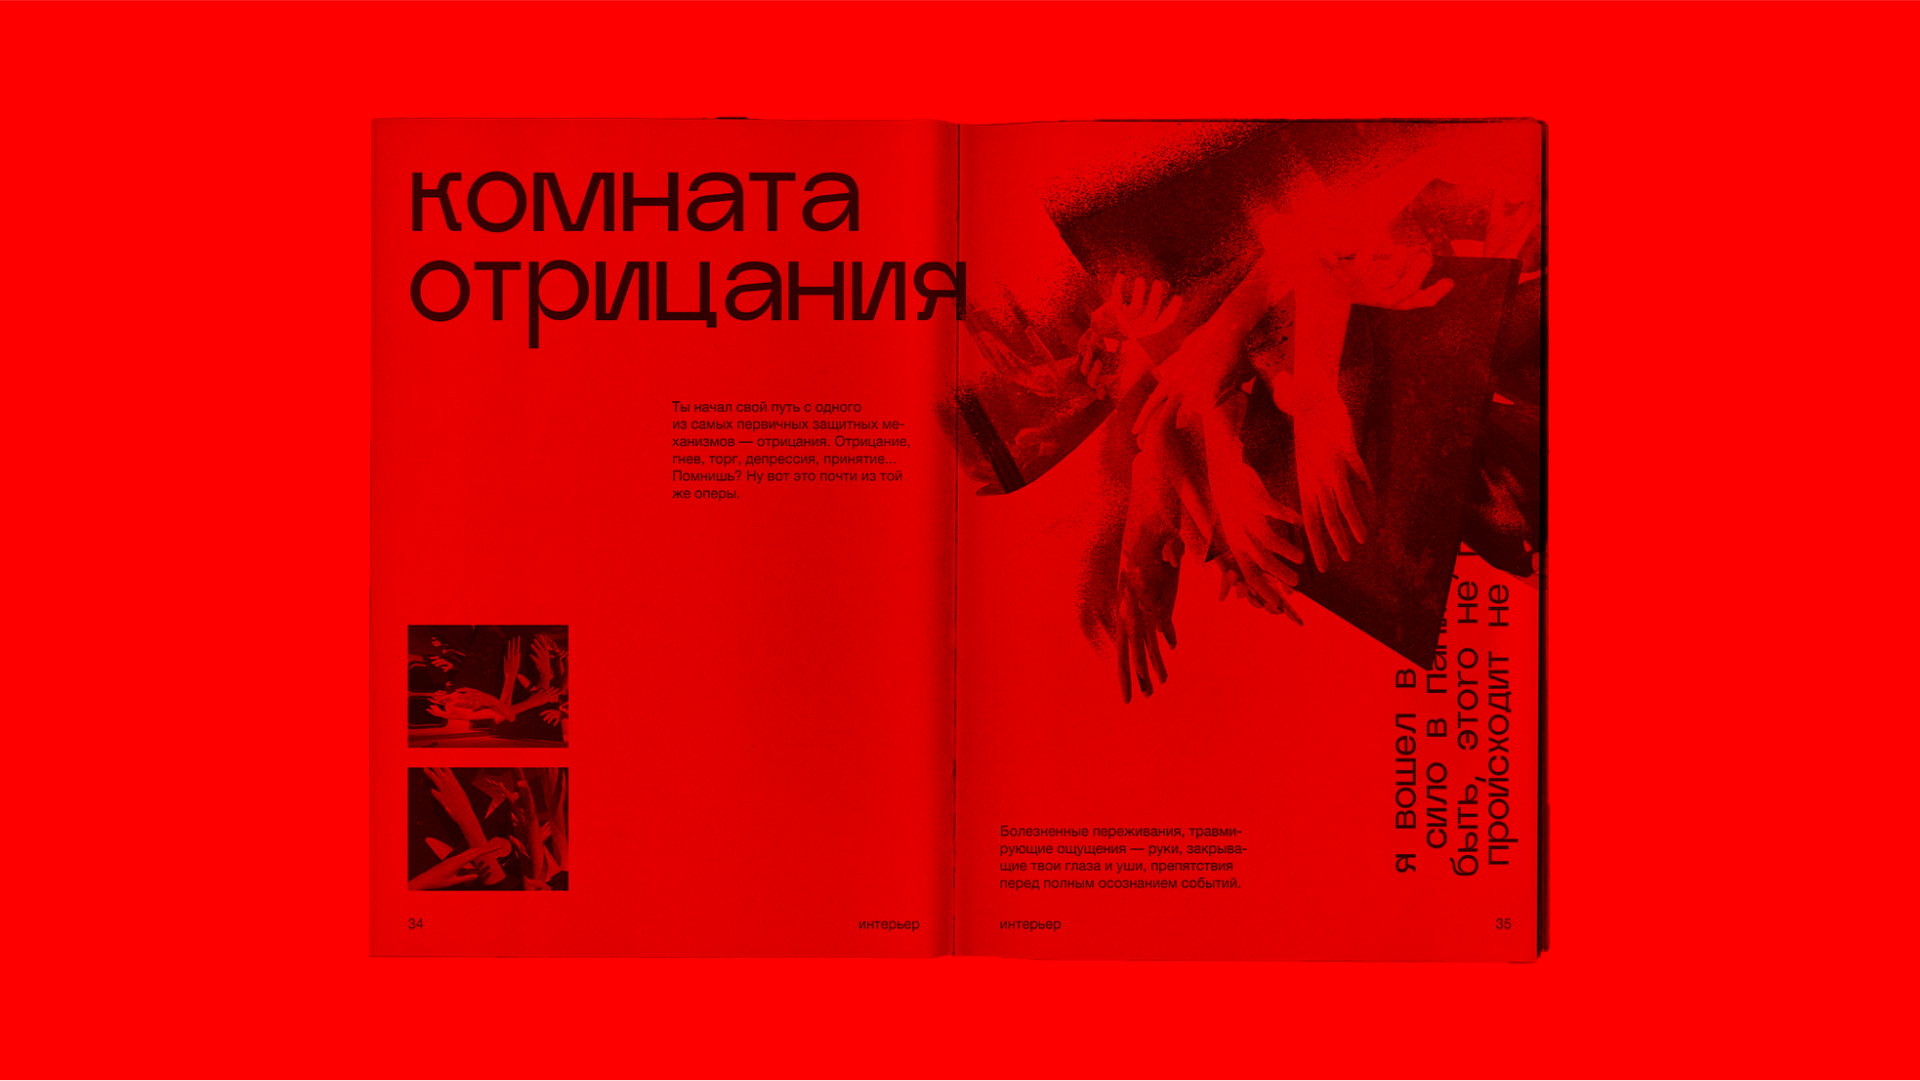 комната
отрицания
Ты начал свой путь с одного
из самых первичных защитных ме-
ханизмов — отрицания. Отрицание,
гнев, торг, депрессия, принятие...
Помнишь? Ну вот это почти из той
же оперы.
34
интерьер
Болезненные переживания, травми-
рующие ощущения — руки, закрыва-
щие твои глаза и уши, препятствия
перед полным осознанием событий.
я вошел в
сило в
быть, этого не
происходит не
интерьер
35